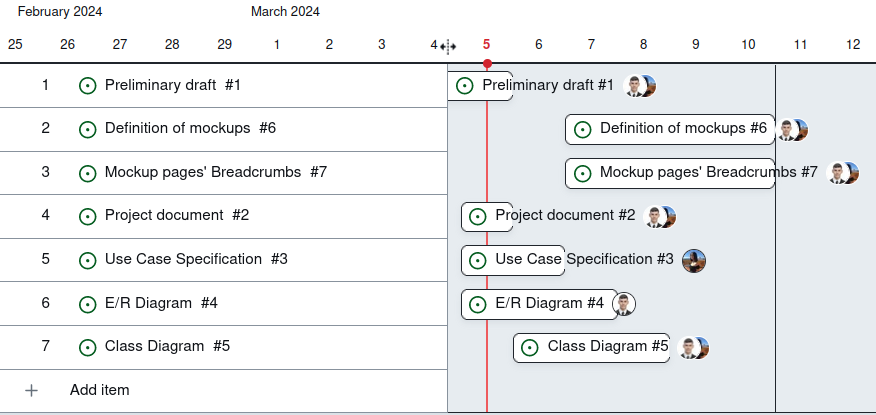 February 2024 March 2024
25 26 27 28 29 1 2 3 4 5 6 7 8 9 10 11 12
1 Preliminary draft #1 Preliminary draft #1
2 Definition of mockups #6 Definition of mockups #6
3 Mockup pages' Breadcrumbs #7 Mockup pages' Breadcrumbs #7
4 Project document #2 Project document #2
5 Use Case Specification #3 Use Case Specification #3
6 E/R Diagram #4 E/R Diagram #4
7 Class Diagram #5 Class Diagram #5
+ Add item